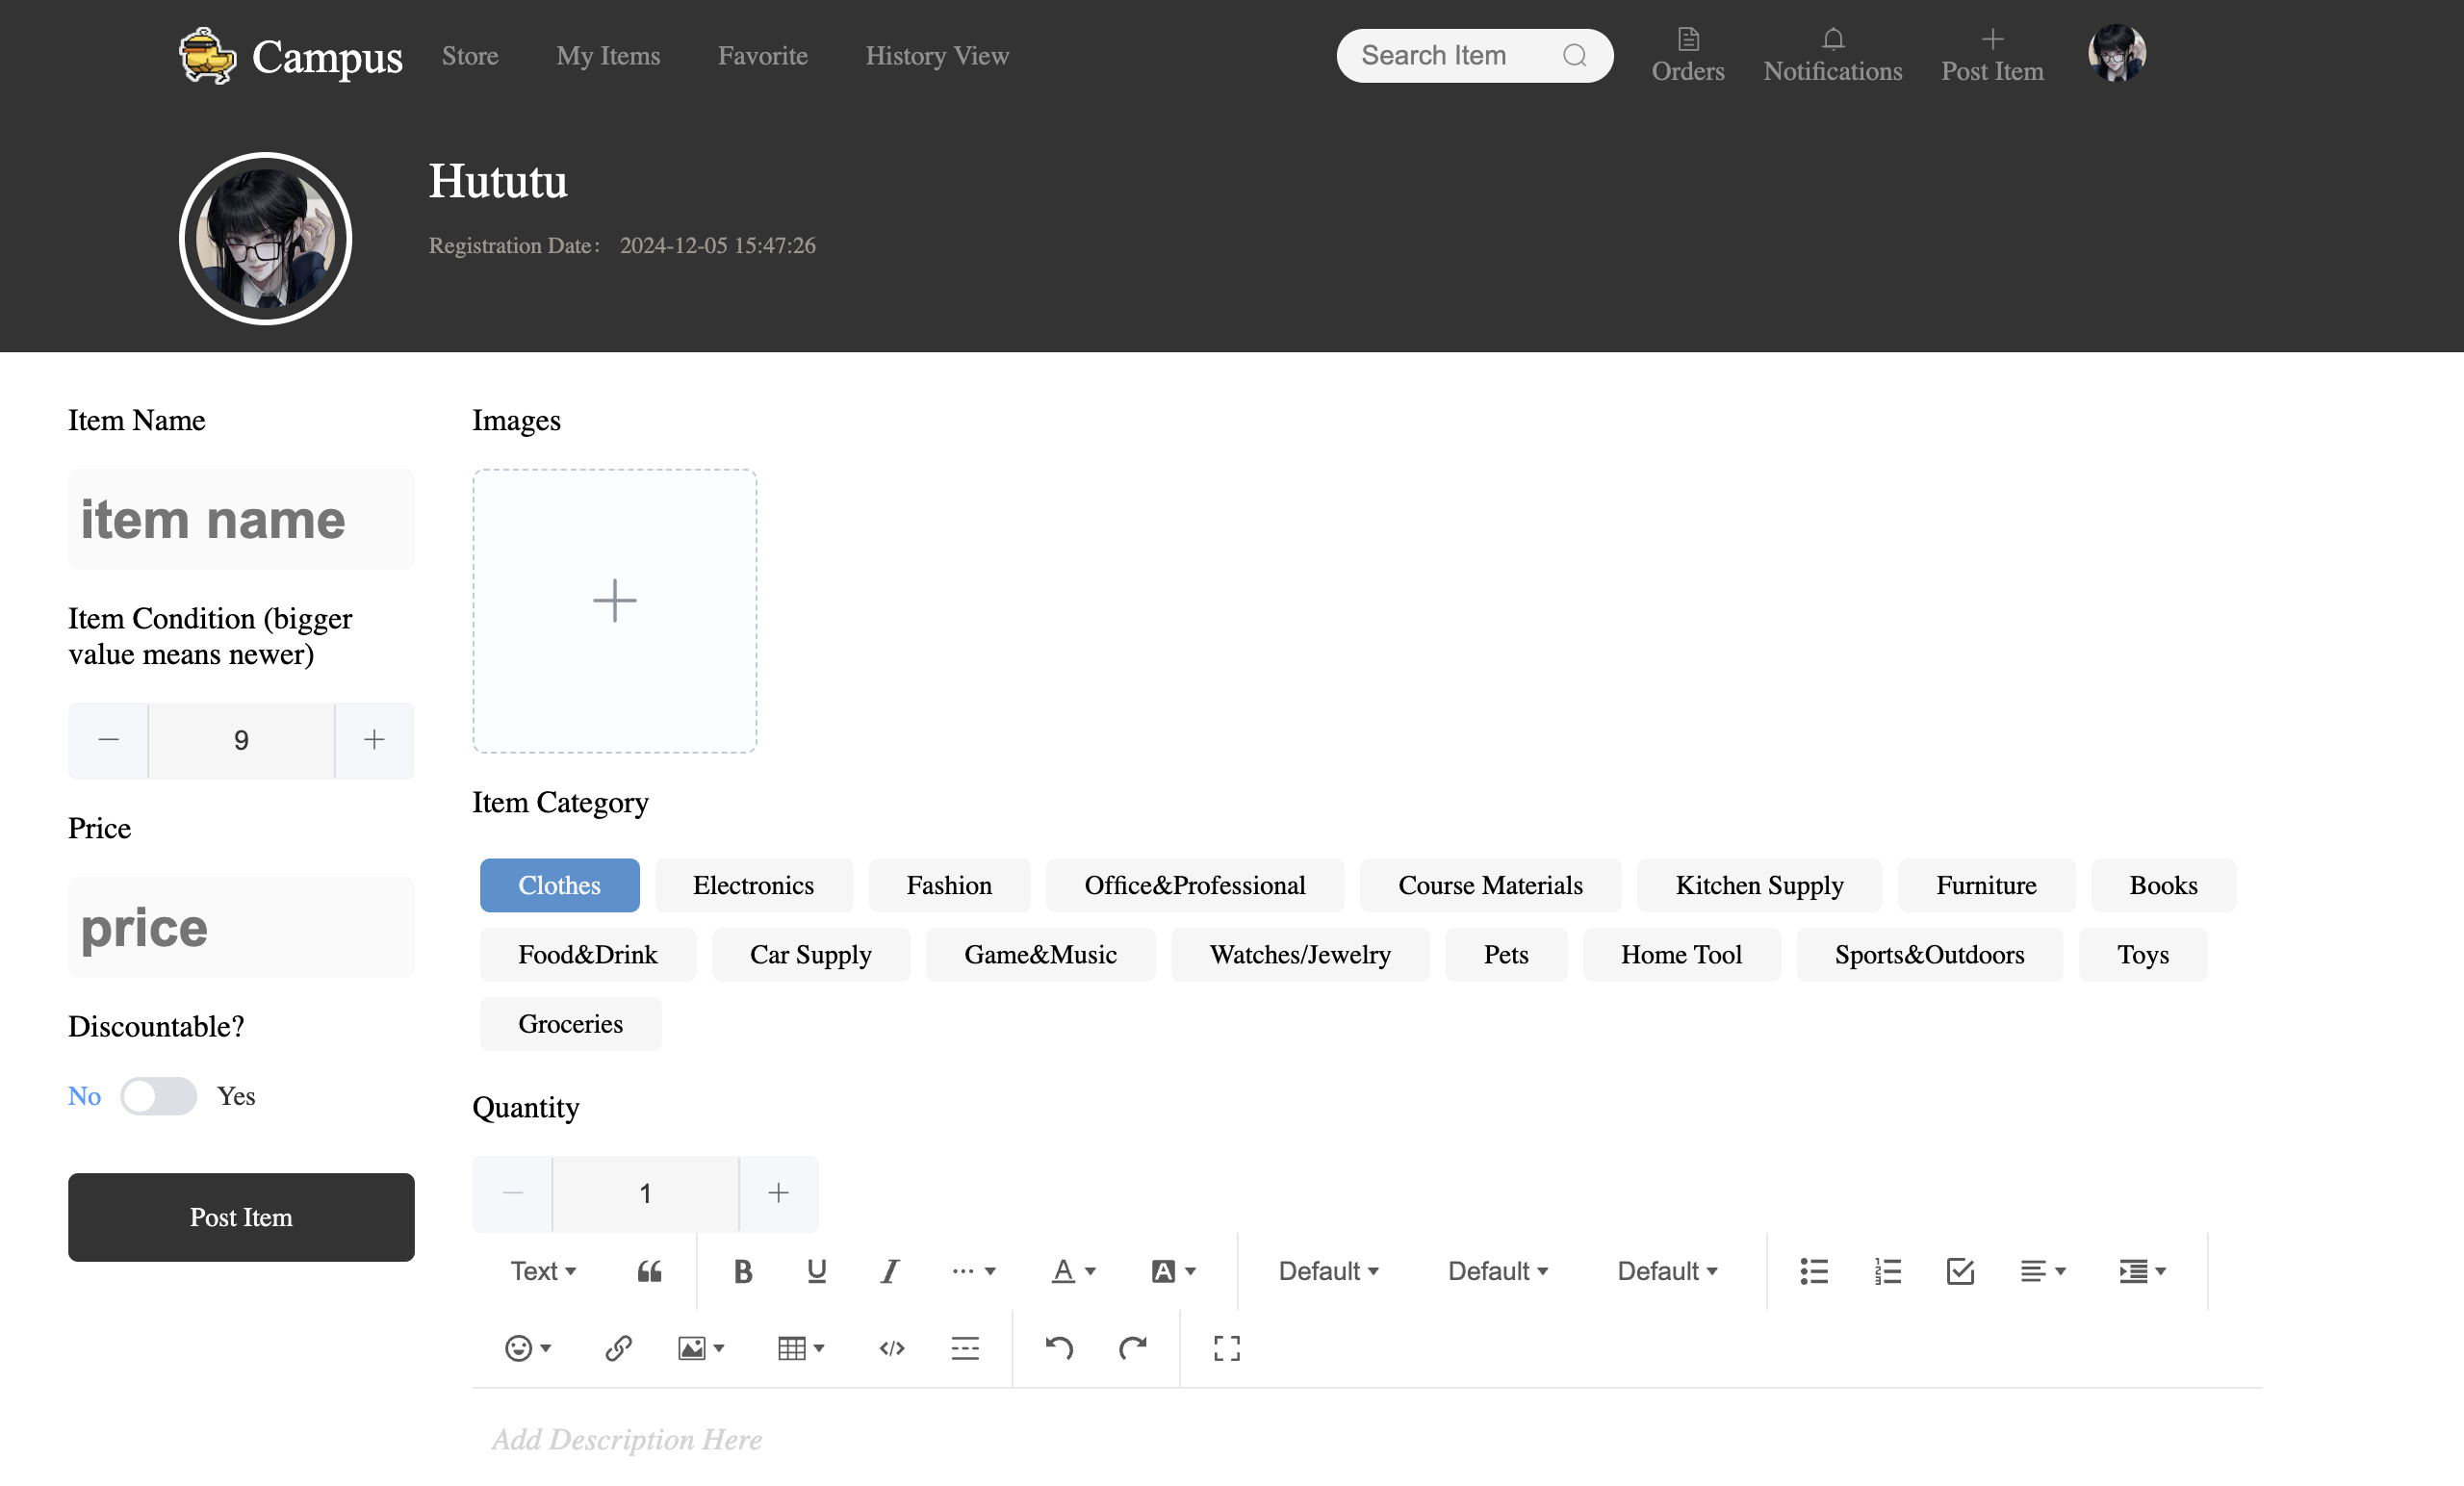 Campus
Store
My Items
Favorite
History View
Search Item
Orders
Notifications
Post Item
Hututu
Registration Date: 2024-12-05 15:47:26
Item Name
item name
Item Condition (bigger
value means newer)
9
Price
price
Discountable?
No
Yes
Post Item
Images
Item Category
Clothes
Electronics
Fashion
Office&Professional
Course Materials
Kitchen Supply
Furniture
Books
Food&Drink
Car Supply
Game&Music
Watches/Jewelry
Pets
Home Tool
Sports&Outdoors
Toys
Groceries
Quantity
1
Text
B
U
I
A
A
Default
Default
Default
Add Description Here